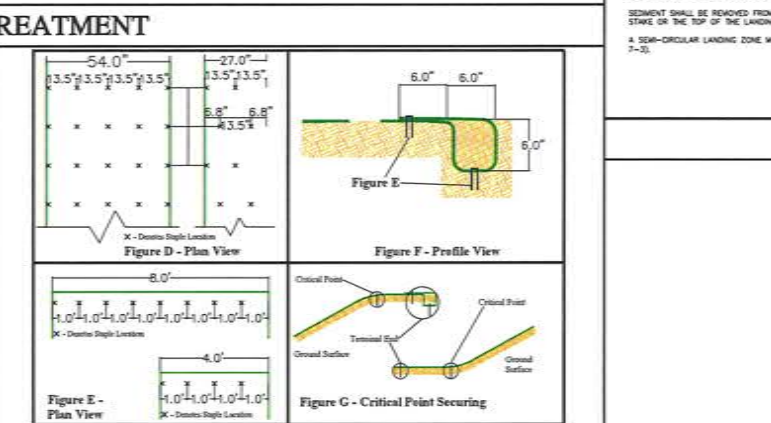 REATMENT
SEDIMENT SHALL BE REMOVED FROM
STAKE OR THE TOP OF THE LANDIN
A SEMI-CIRCULAR LANDING ZONE M
7-3).
54.0"
13.5" 13.5" 13.5" 13.5"
27.0"
13.5" 13.5"
6.8" 6.8"
13.5"
X - Denotes Staple Location
Figure D - Plan View
6.0" 6.0"
6.0"
Figure E
Figure F - Profile View
8.0'
1.0' 1.0' 1.0' 1.0' 1.0' 1.0' 1.0' 1.0'
X - Denotes Staple Location
4.0'
1.0' 1.0' 1.0' 1.0'
X - Denotes Staple Location
Figure E -
Plan View
Critical Point
Critical Point
Terminal End
Ground Surface
Ground
Surface
Figure G - Critical Point Securing